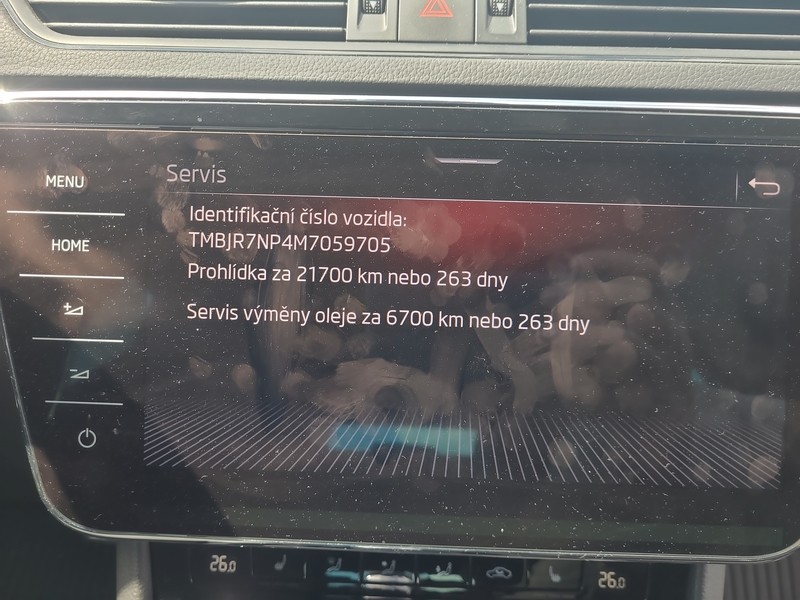 Servis
MENU
Identifikační číslo vozidla:
TMBJR7NP4M7059705
HOME
Prohlídka za 21700 km nebo 263 dny
Servis výměny oleje za 6700 km nebo 263 dny
26.0
26.0